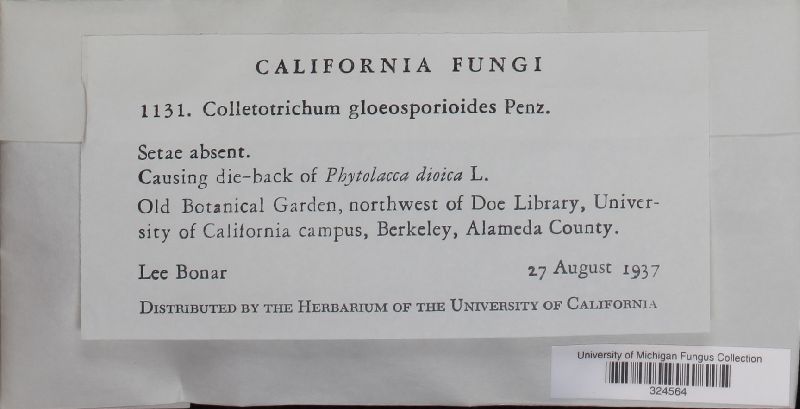 CALIFORNIA FUNGI
1131. Colletotrichum gloeosporioides Penz.
Setae absent.
Causing die-back of Phytolacca dioica L.
Old Botanical Garden, northwest of Doe Library, Univer-
sity of California campus, Berkeley, Alameda County.
Lee Bonar 27 August 1937
DISTRIBUTED BY THE HERBARIUM OF THE UNIVERSITY OF CALIFORNIA
University of Michigan Fungus Collection
324564